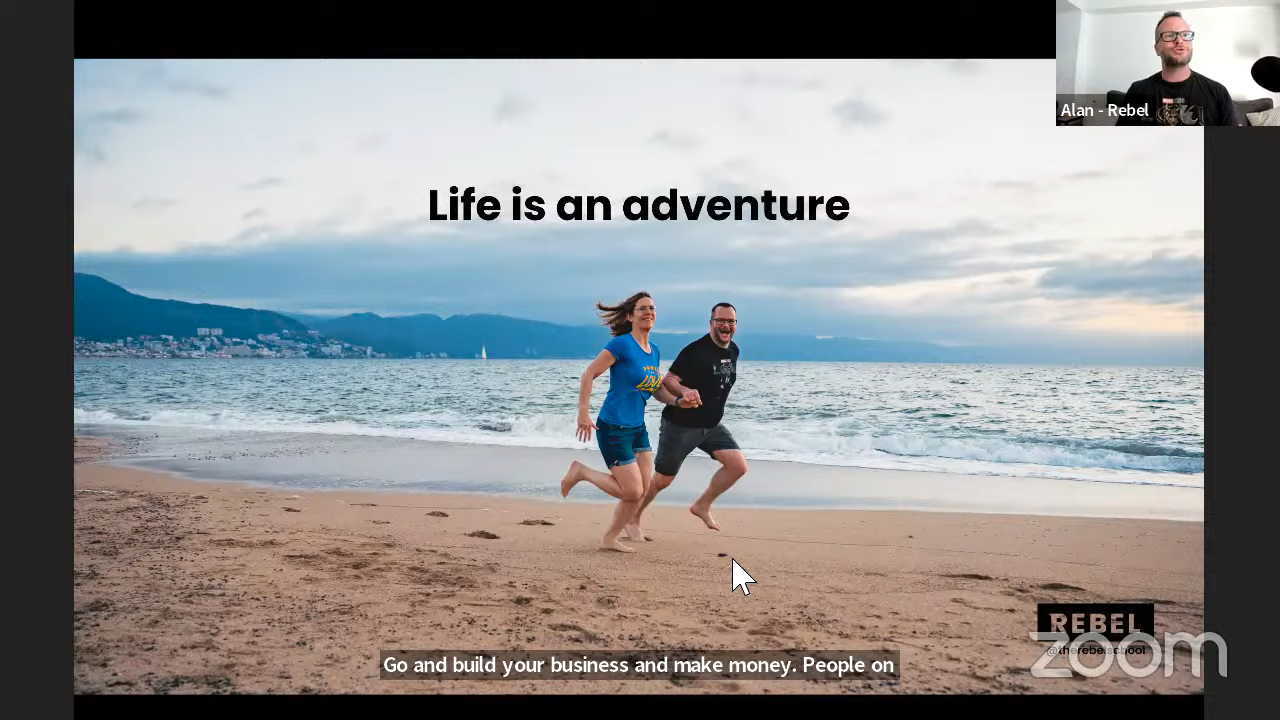 Alan - Rebel
Life is an adventure
REBEL
@therebelschool
zoom
Go and build your business and make money. People on